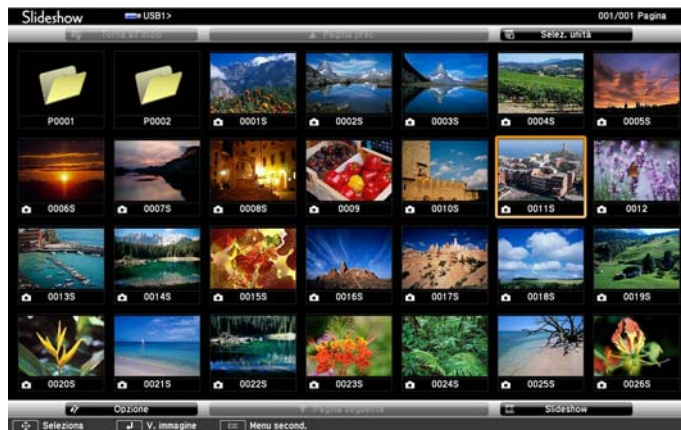 Slideshow USB1> 001/001 Pagina
Torna all'inizio Pagina prec. Selez. unità
P0001 P0002 0001S 0002S 0003S 0004S 0005S
0006S 0007S 0008S 0009 0010S 0011S 0012
0013S 0014S 0015S 0016S 0017S 0018S 0019S
0020S 0021S 0022S 0023S 0024S 0025S 0026S
Opzione Pagina seguente Slideshow
Seleziona V. immagine Esc Menu second.